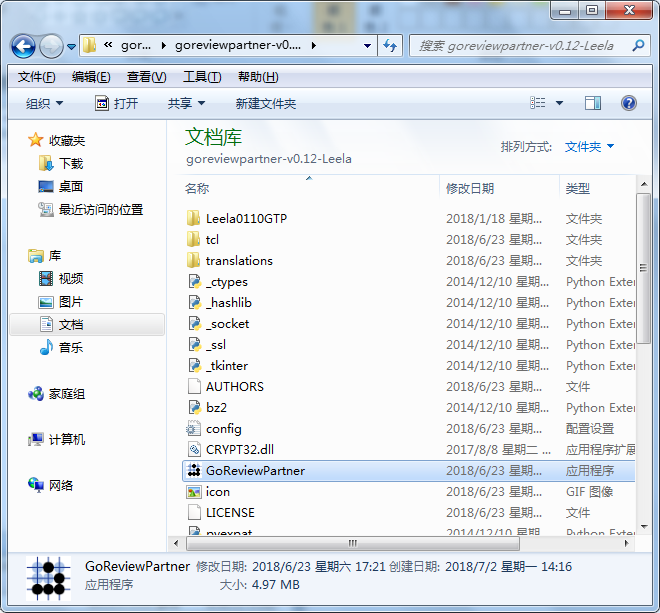 « gor... ▸ goreviewpartner-v0.... ▸
搜索 goreviewpartner-v0.12-Leela
文件(F) 编辑(E) 查看(V) 工具(T) 帮助(H)
组织 打开 共享 新建文件夹
收藏夹
下载
桌面
最近访问的位置
库
视频
图片
文档
音乐
家庭组
计算机
网络
文档库
goreviewpartner-v0.12-Leela
排列方式: 文件夹
名称 修改日期 类型
Leela0110GTP 2018/1/18 星期... 文件夹
tcl 2018/6/23 星期... 文件夹
translations 2018/6/23 星期... 文件夹
_ctypes 2014/12/10 星期... Python Exter
_hashlib 2014/12/10 星期... Python Exter
_socket 2014/12/10 星期... Python Exter
_ssl 2014/12/10 星期... Python Exter
_tkinter 2014/12/10 星期... Python Exter
AUTHORS 2018/6/23 星期... 文件
bz2 2014/12/10 星期... Python Exter
config 2018/6/23 星期... 配置设置
CRYPT32.dll 2017/8/8 星期二 ... 应用程序扩展
GoReviewPartner 2018/6/23 星期... 应用程序
icon 2018/6/23 星期... GIF 图像
LICENSE 2018/6/23 星期... 文件
pyexpat 2014/12/10 星期... Python Exter
GoReviewPartner 修改日期: 2018/6/23 星期六 17:21 创建日期: 2018/7/2 星期一 14:16
应用程序 大小: 4.97 MB